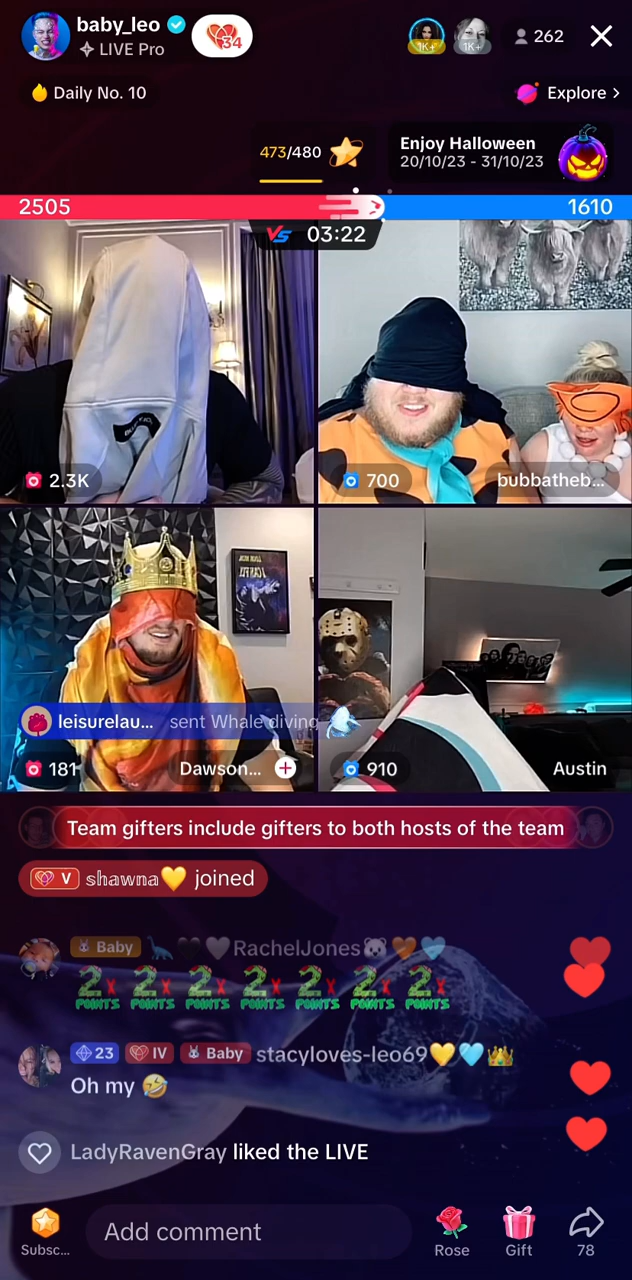 baby_leo
LIVE Pro
34
1K+
1K+
262
Daily No. 10
Explore >
473/480
Enjoy Halloween
20/10/23 - 31/10/23
2505
1610
VS 03:22
2.3K
700
bubbatheb...
leisurelau... sent Whale diving
181
Dawson...
910
Austin
Team gifters include gifters to both hosts of the team
V shawna💛 joined
Baby 🦕🖤🤍RachelJones🐻‍❄️🧡🩵
2x POINTS 2x POINTS 2x POINTS 2x POINTS 2x POINTS 2x POINTS 2x POINTS
23 IV Baby stacyloves-leo69💛🩵👑
Oh my 🤣
LadyRavenGray liked the LIVE
Subsc...
Add comment
Rose
Gift
78